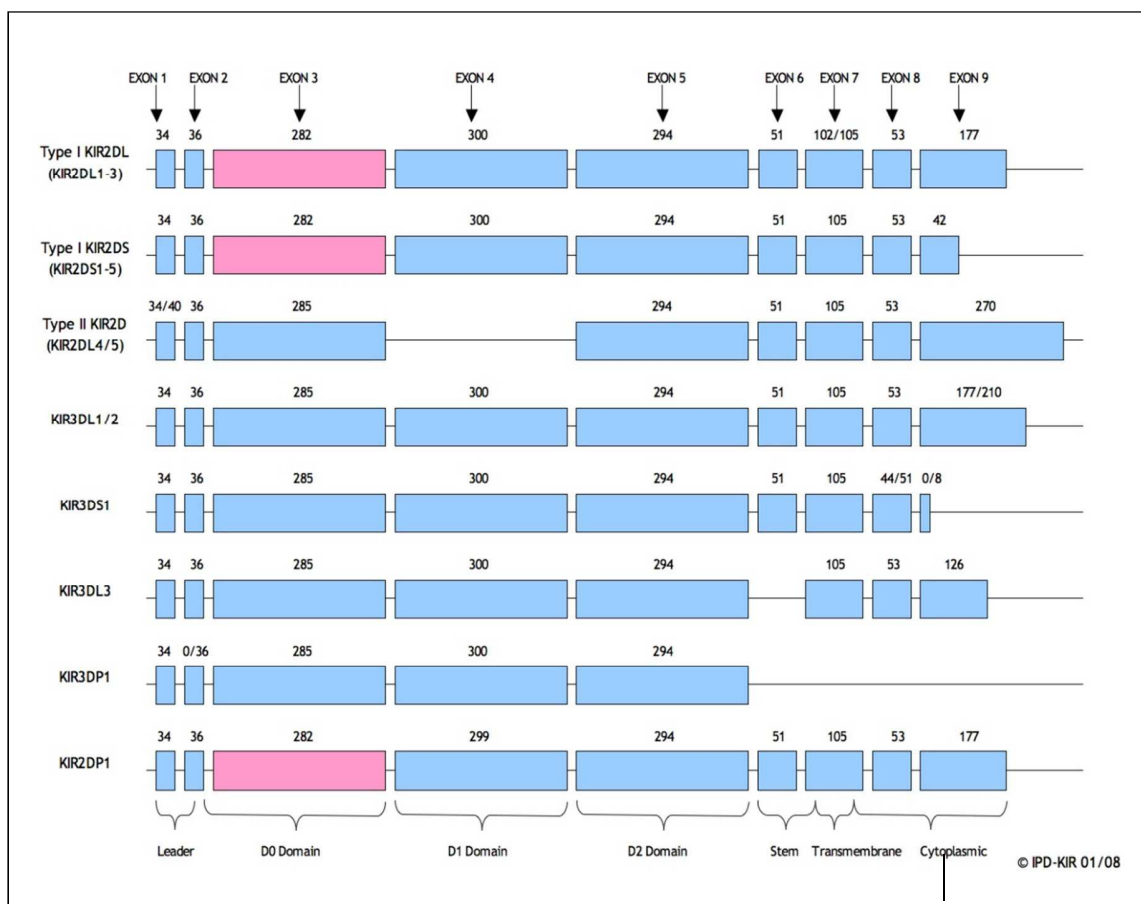 EXON 1 EXON 2 EXON 3 EXON 4 EXON 5 EXON 6 EXON 7 EXON 8 EXON 9
34 36 282 300 294 51 102/105 53 177
Type I KIR2DL
(KIR2DL1-3)
34 36 282 300 294 51 105 53 42
Type I KIR2DS
(KIR2DS1-5)
34/40 36 285 294 51 105 53 270
Type II KIR2D
(KIR2DL4/5)
34 36 285 300 294 51 105 53 177/210
KIR3DL1/2
34 36 285 300 294 51 105 44/51 0/8
KIR3DS1
34 36 285 300 294 105 53 126
KIR3DL3
34 0/36 285 300 294
KIR3DP1
34 36 282 299 294 51 105 53 177
KIR2DP1
Leader D0 Domain D1 Domain D2 Domain Stem Transmembrane Cytoplasmic
© IPD-KIR 01/08